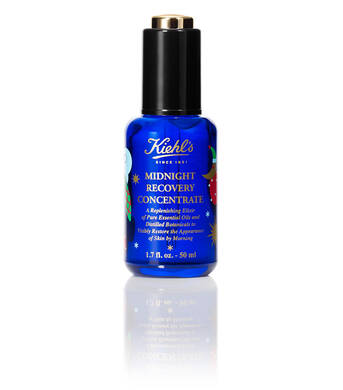 Kiehl's
SINCE 1851
MIDNIGHT
RECOVERY
CONCENTRATE
A Replenishing Elixir
of Pure Essential Oils and
Distilled Botanicals to
Visibly Restore the Appearance
of Skin by Morning
1.7 fl. oz. - 50 ml